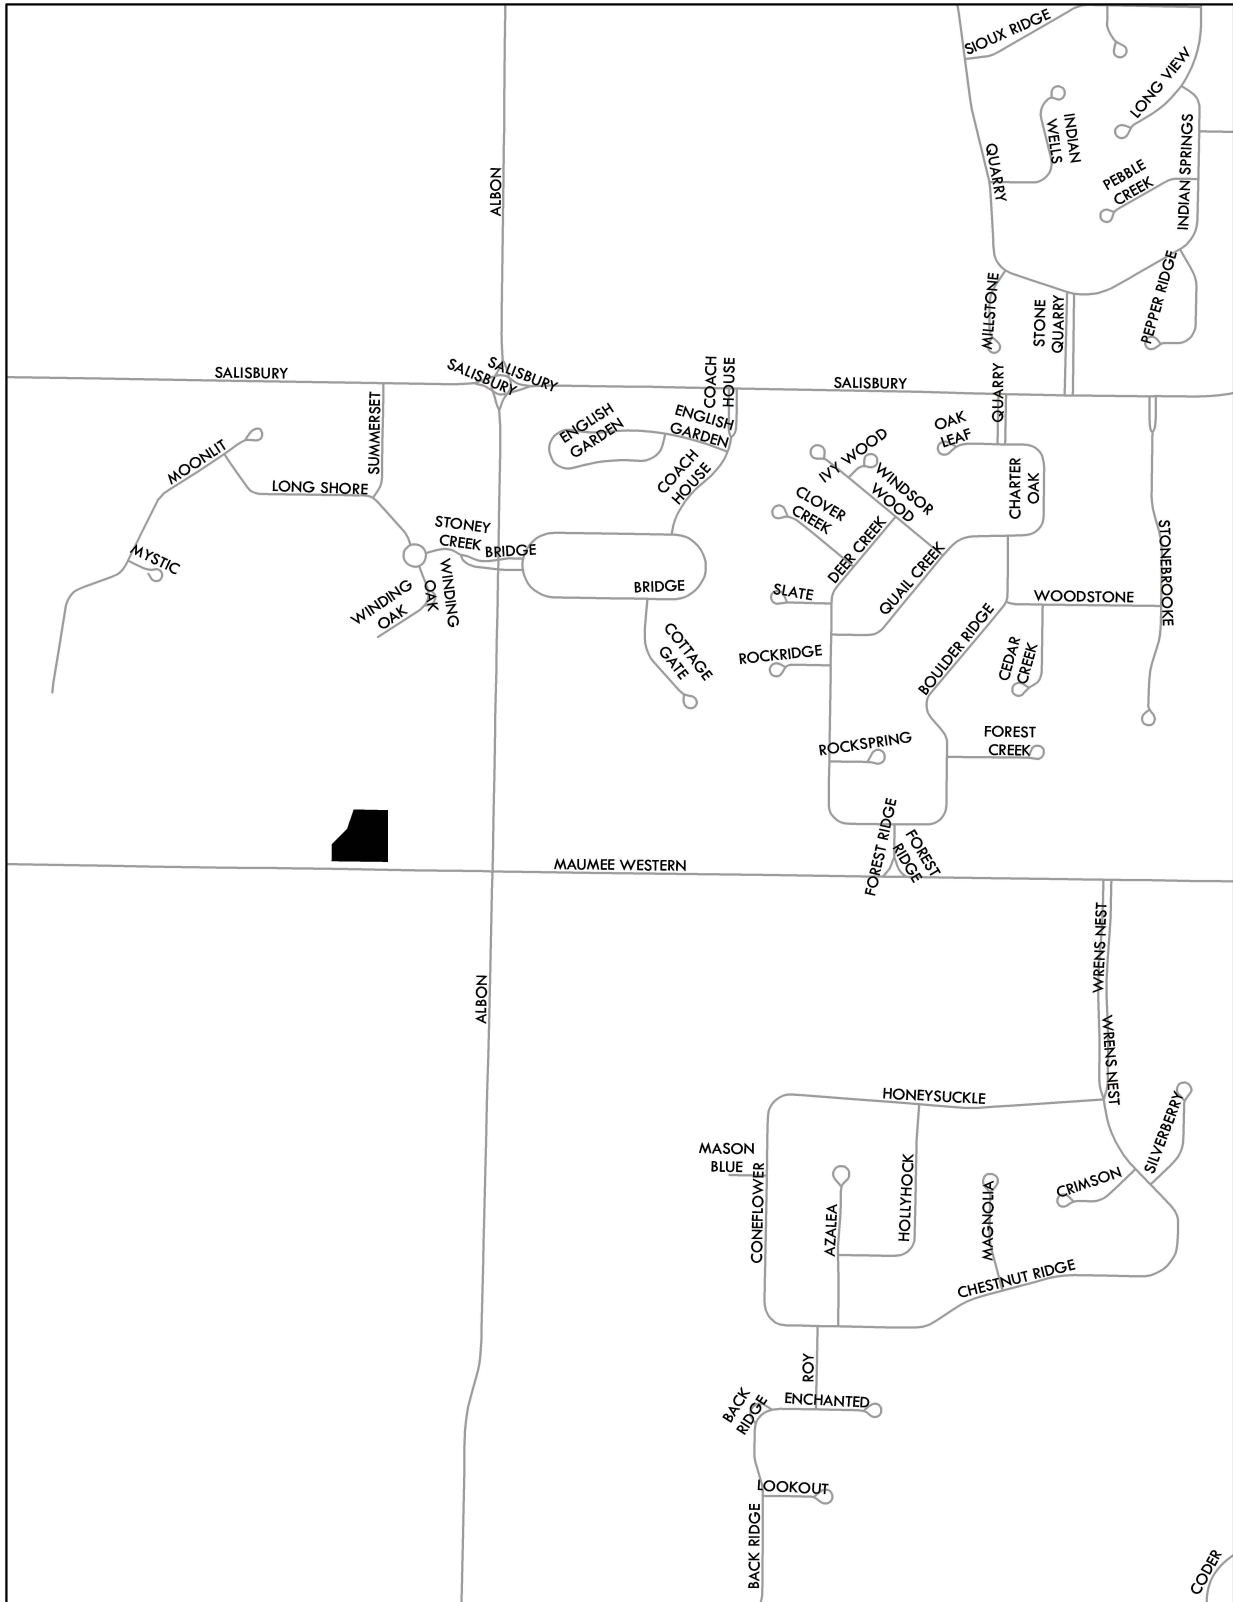 SIOUX RIDGE
LONG VIEW
INDIAN
WELLS
QUARRY
PEBBLE
CREEK
INDIAN SPRINGS
ALBON
PEPPER RIDGE
MILLSTONE
STONE
QUARRY
SALISBURY
SALISBURY
SALISBURY
COACH
HOUSE
SALISBURY
QUARRY
SUMMERSET
ENGLISH
GARDEN
ENGLISH
GARDEN
OAK
LEAF
MOONLIT
IVY WOOD
COACH
HOUSE
WINDSOR
WOOD
CHARTER
OAK
LONG SHORE
CLOVER
CREEK
STONEY
CREEK
BRIDGE
DEER CREEK
STONEBROOKE
MYSTIC
QUAIL CREEK
WINDING
OAK
WINDING
OAK
BRIDGE
SLATE
WOODSTONE
COTTAGE
GATE
ROCKRIDGE
BOULDER RIDGE
CEDAR
CREEK
ROCKSPRING
FOREST
CREEK
FOREST RIDGE
FOREST
RIDGE
MAUMEE WESTERN
WRENS NEST
ALBON
WRENS NEST
HONEYSUCKLE
SILVERBERRY
MASON
BLUE
CONEFLOWER
HOLLYHOCK
CRIMSON
AZALEA
MAGNOLIA
CHESTNUT RIDGE
ROY
BACK
RIDGE
ENCHANTED
LOOKOUT
BACK RIDGE
CODER